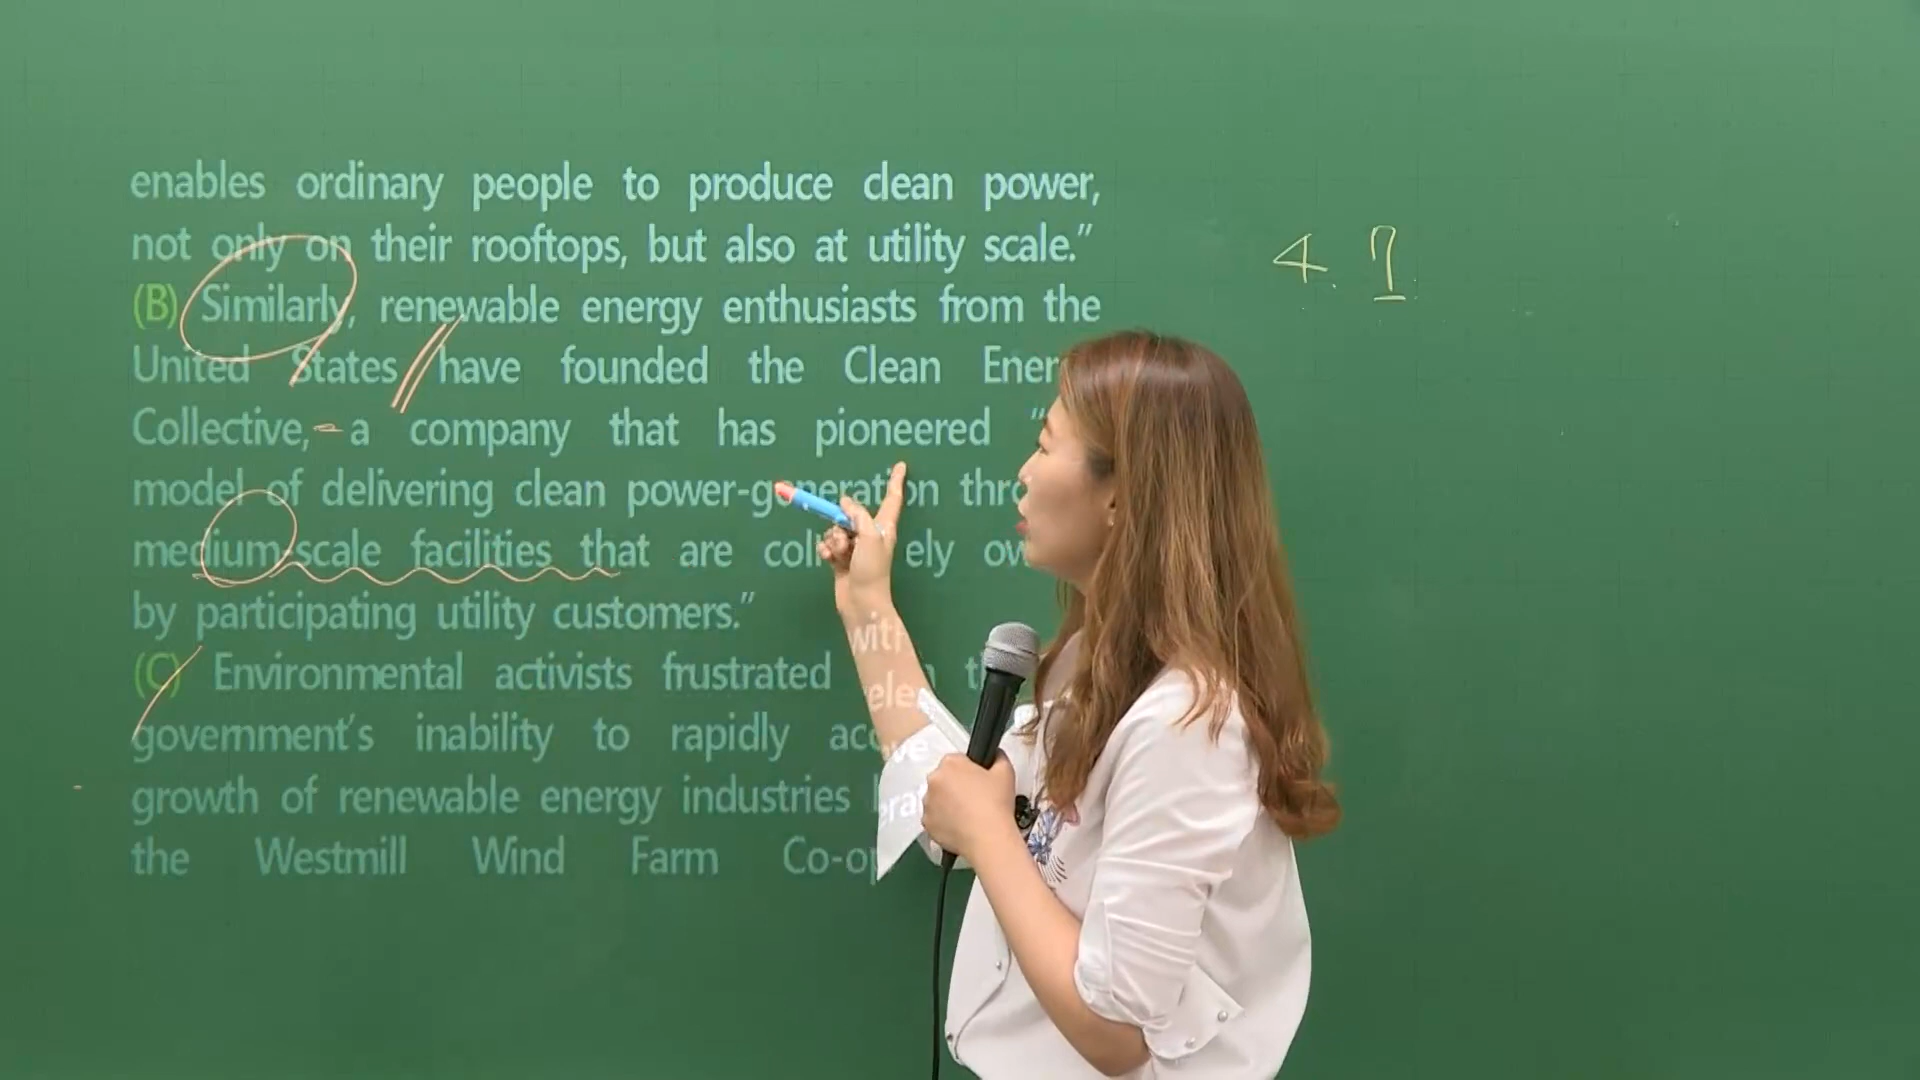 enables ordinary people to produce clean power,
not only on their rooftops, but also at utility scale.”
(B) Similarly, renewable energy enthusiasts from the
United States have founded the Clean
Collective, a company that has pioneered “
model of delivering clean power-generation
medium-scale facilities that are
by participating utility customers.”
(C) Environmental activists frustrated
government’s inability to rapidly
growth of renewable energy industries
the Westmill Wind Farm
4.